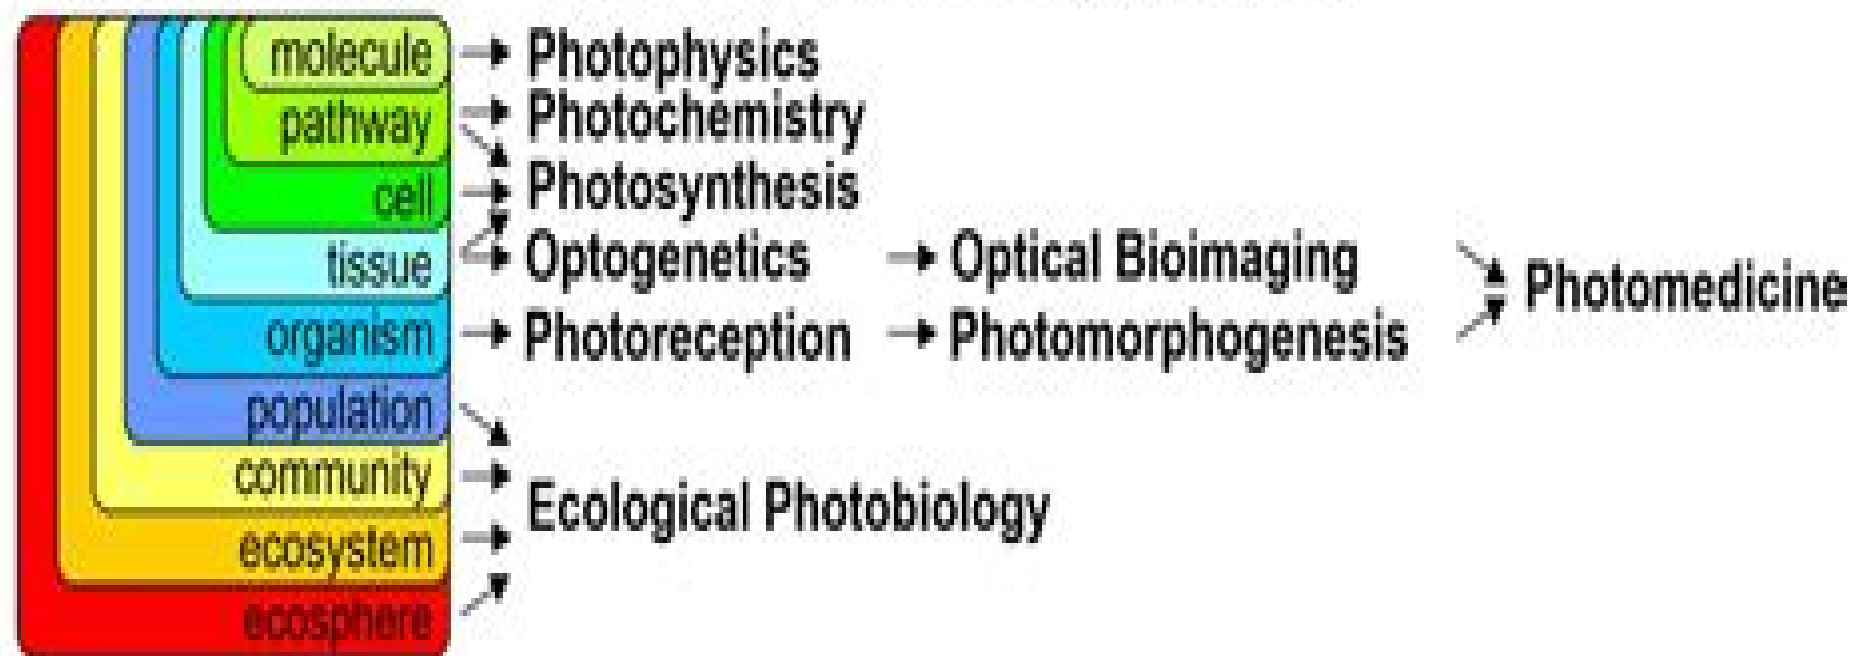 molecule Photophysics
pathway Photochemistry
cell Photosynthesis
tissue Optogenetics Optical Bioimaging Photomedicine
organism Photoreception Photomorphogenesis
population
community
Ecological Photobiology
ecosystem
ecosphere